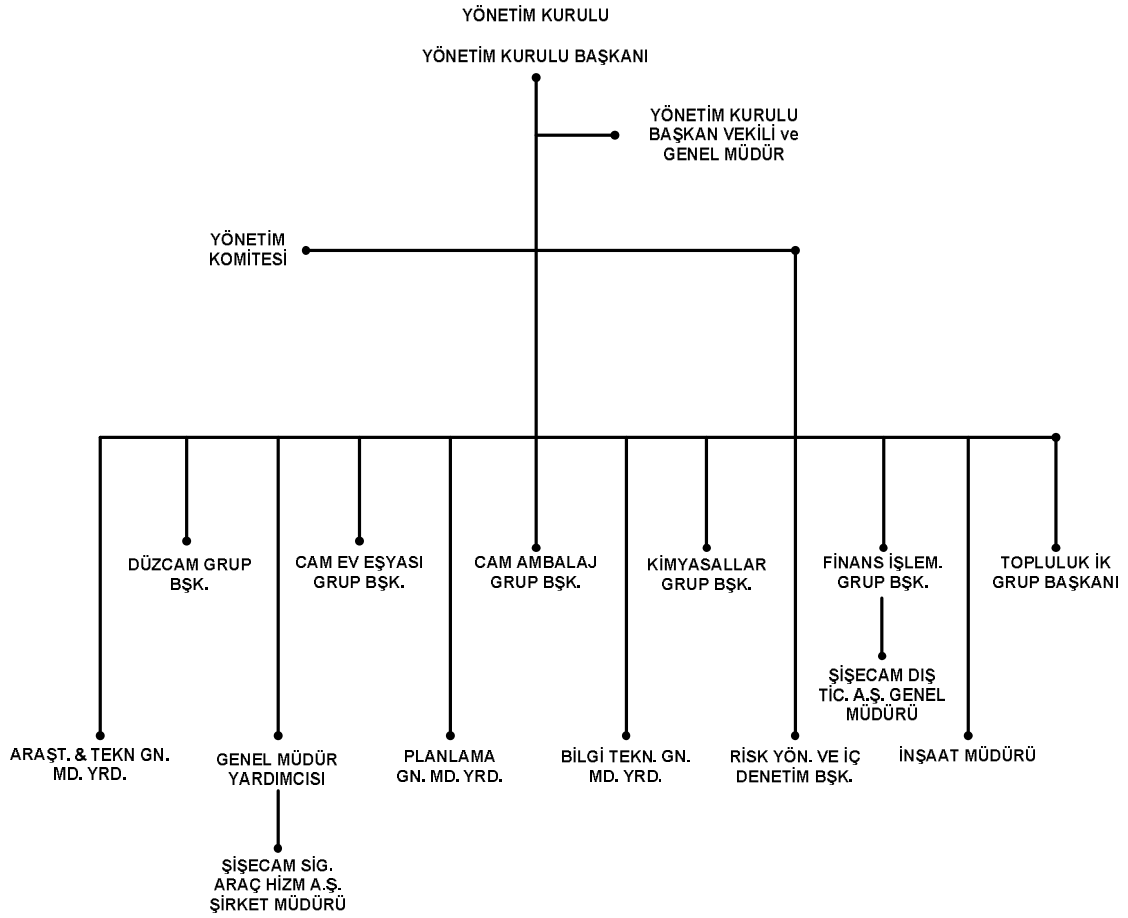 YÖNETİM KURULU
YÖNETİM KURULU BAŞKANI
YÖNETİM KURULU
BAŞKAN VEKİLİ ve
GENEL MÜDÜR
YÖNETİM
KOMİTESİ
DÜZCAM GRUP
BŞK.
CAM EV EŞYASI
GRUP BŞK.
CAM AMBALAJ
GRUP BŞK.
KİMYASALLAR
GRUP BŞK.
FİNANS İŞLEM.
GRUP BŞK.
TOPLULUK İK
GRUP BAŞKANI
ŞİŞECAM DIŞ
TİC. A.Ş. GENEL
MÜDÜRÜ
ARAŞT. & TEKN GN.
MD. YRD.
GENEL MÜDÜR
YARDIMCISI
PLANLAMA
GN. MD. YRD.
BİLGİ TEKN. GN.
MD. YRD.
RİSK YÖN. VE İÇ
DENETİM BŞK.
İNŞAAT MÜDÜRÜ
ŞİŞECAM SİG.
ARAÇ HİZM A.Ş.
ŞİRKET MÜDÜRÜ